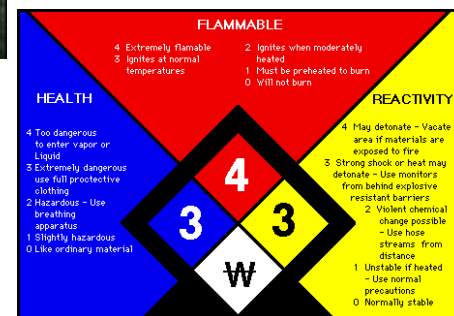 FLAMMABLE
4 Extremely flamable
3 Ignites at normal
temperatures
2 Ignites when moderately
heated
1 Must be preheated to burn
0 Will not burn
HEALTH
4 Too dangerous
to enter vapor or
Liquid
3 Extremely dangerous
use full proctective
clothing
2 Hazardous - Use
breathing
apparatus
1 Slightly hazardous
0 Like ordinary material
REACTIVITY
4 May detonate - Vacate
area if materials are
exposed to fire
3 Strong shock or heat may
detonate - Use monitors
from behind explosive
resistant barriers
2 Violent chemical
change possible
- Use hose
streams from
distance
1 Unstable if heated
- Use normal
precautions
0 Normally stable
4
3
3
W